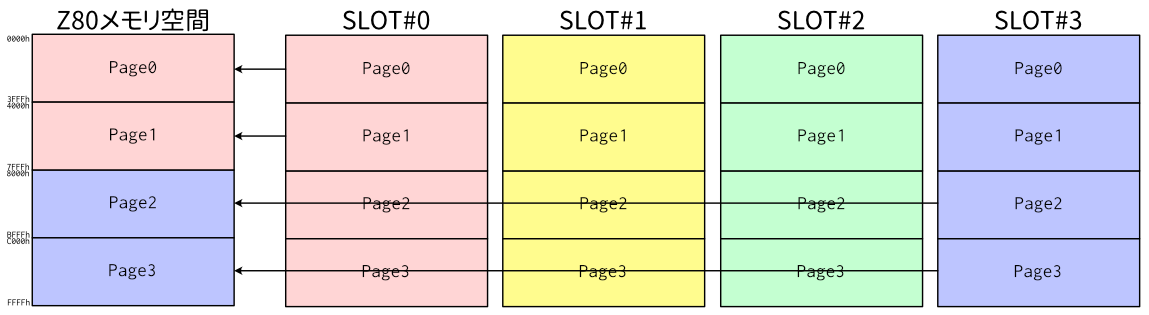 Z80メモリ空間 SLOT#0 SLOT#1 SLOT#2 SLOT#3
0000h
Page0 Page0 Page0 Page0 Page0
3FFFh
4000h
Page1 Page1 Page1 Page1 Page1
7FFFh
8000h
Page2 Page2 Page2 Page2 Page2
BFFFh
C000h
Page3 Page3 Page3 Page3 Page3
FFFFh